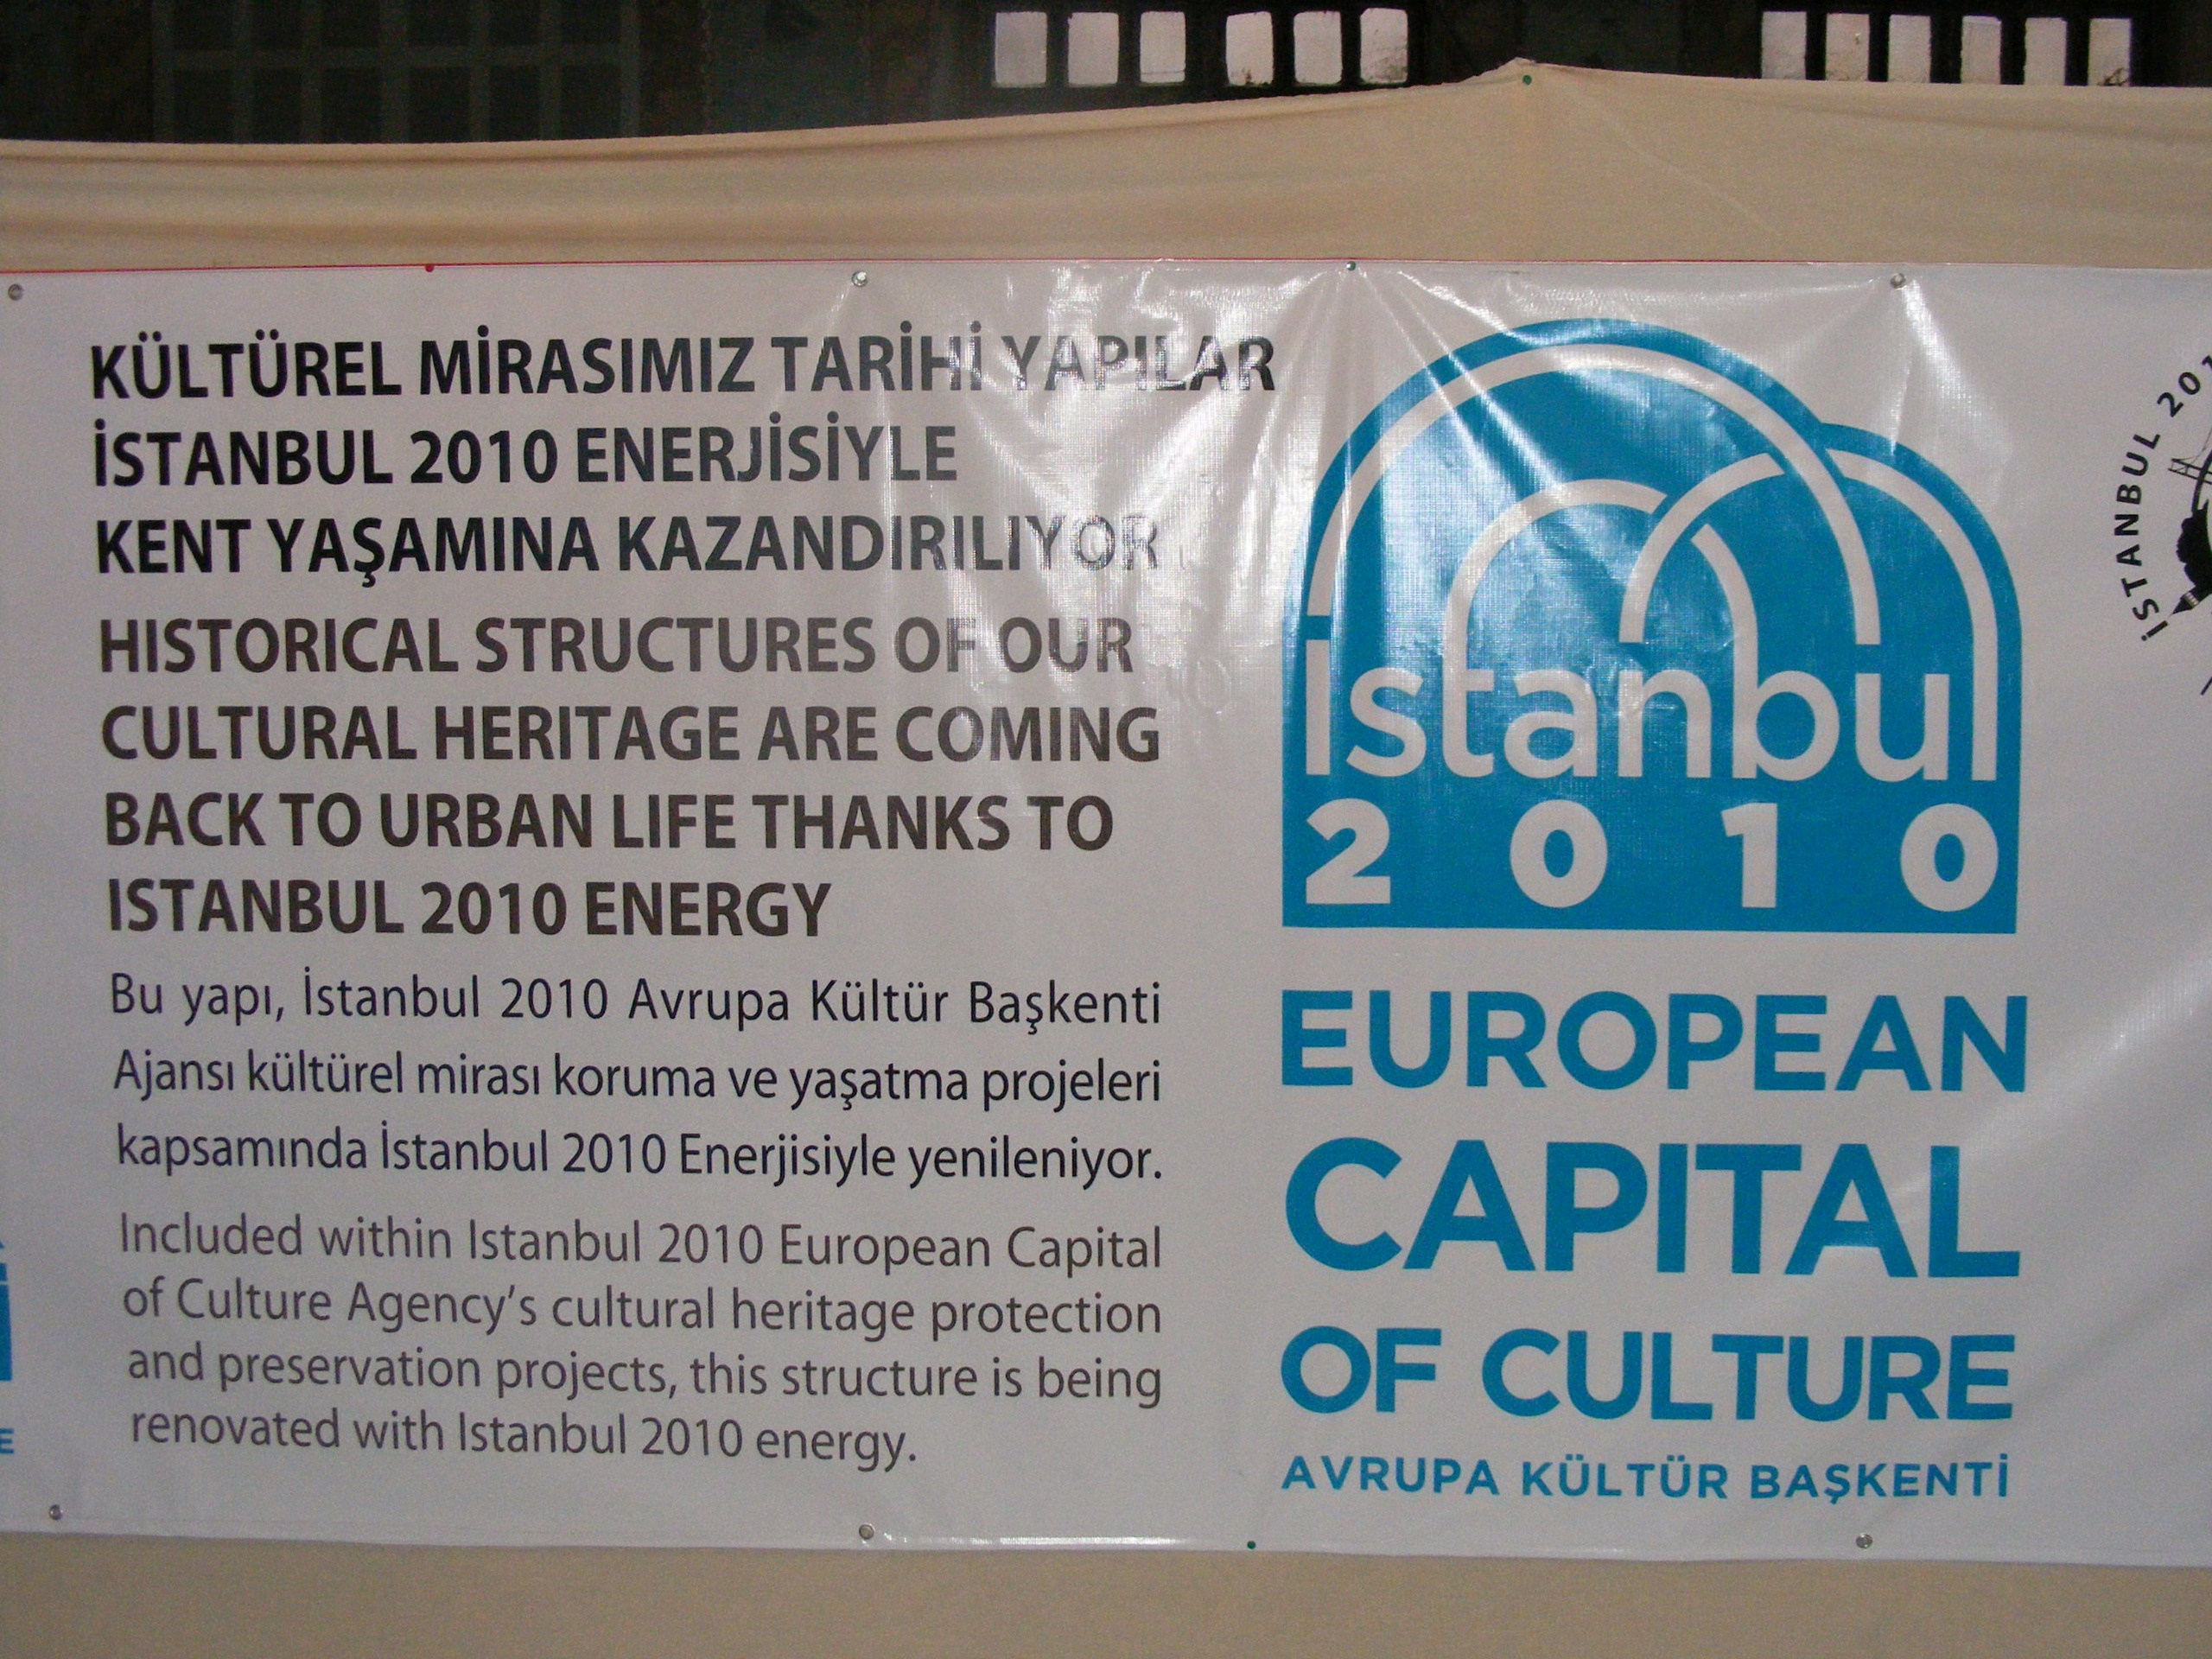 KÜLTÜREL MİRASIMIZ TARİHİ YAPILAR
İSTANBUL 2010 ENERJİSİYLE
KENT YAŞAMINA KAZANDIRILIYOR
HISTORICAL STRUCTURES OF OUR
CULTURAL HERITAGE ARE COMING
BACK TO URBAN LIFE THANKS TO
ISTANBUL 2010 ENERGY
Bu yapı, İstanbul 2010 Avrupa Kültür Başkenti
Ajansı kültürel mirası koruma ve yaşatma projeleri
kapsamında İstanbul 2010 Enerjisiyle yenileniyor.
Included within Istanbul 2010 European Capital
of Culture Agency's cultural heritage protection
and preservation projects, this structure is being
renovated with Istanbul 2010 energy.
istanbul
2010
EUROPEAN
CAPITAL
OF CULTURE
AVRUPA KÜLTÜR BAŞKENTİ
İSTANBUL